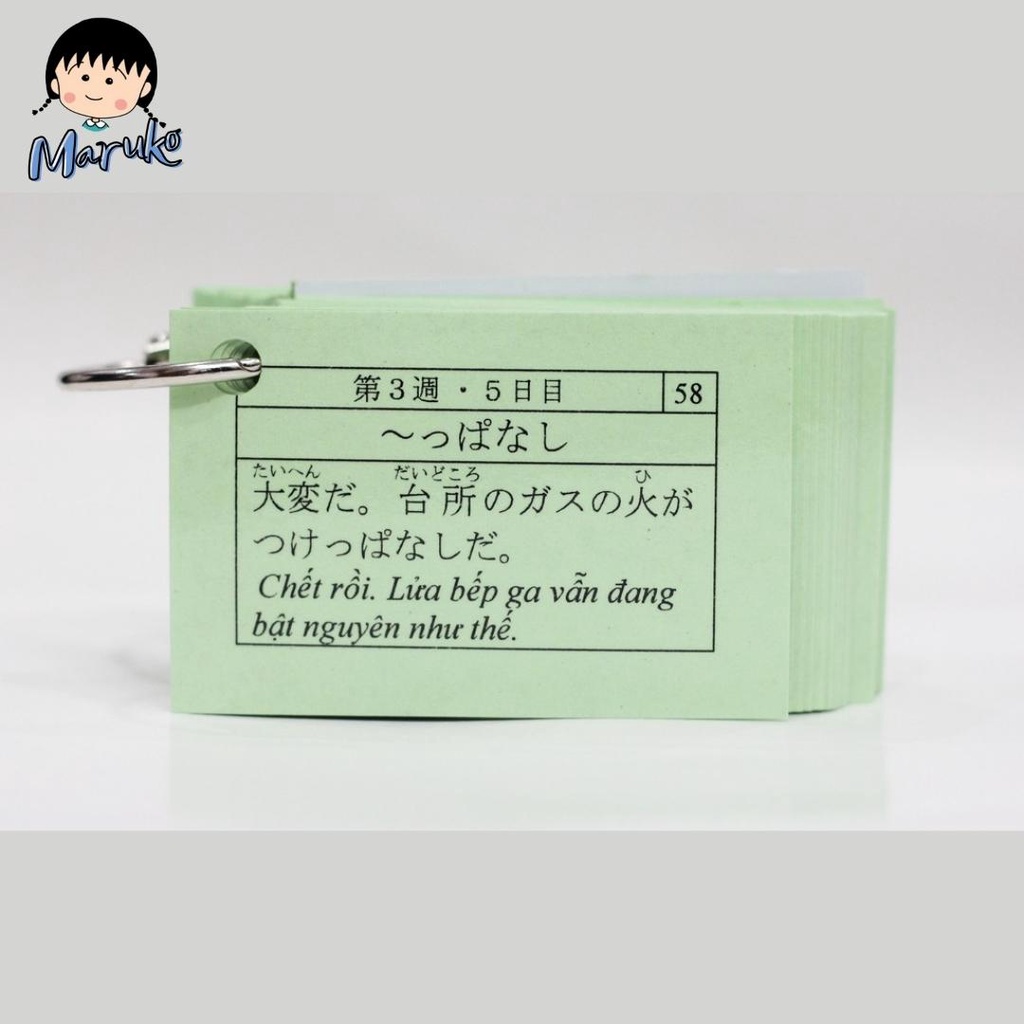 Maruko
第３週・５日目
58
～っぱなし
たいへん だいどころ ひ
大変だ。台所のガスの火が
つけっぱなしだ。
Chết rồi. Lửa bếp ga vẫn đang
bật nguyên như thế.